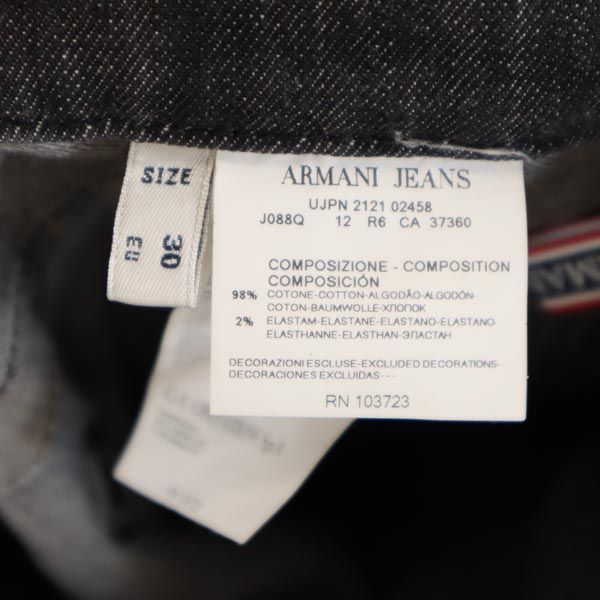 SIZE
30
ARMANI JEANS
UJPN 2121 02458
J088Q 12 R6 CA 37360
COMPOSIZIONE - COMPOSITION
COMPOSICIÓN
98% COTONE-COTTON-ALGODÃO-ALGODÓN-
COTON-BAUMWOLLE-ХЛОПОК
2% ELASTAM-ELASTANE-ELASTANO-ELASTANO-
ELASTHANNE-ELASTHAN-ЭЛАСТАН
DECORAZIONI ESCLUSE-EXCLUDED DECORATIONS-
DECORACIONES EXCLUIDAS-
RN 103723